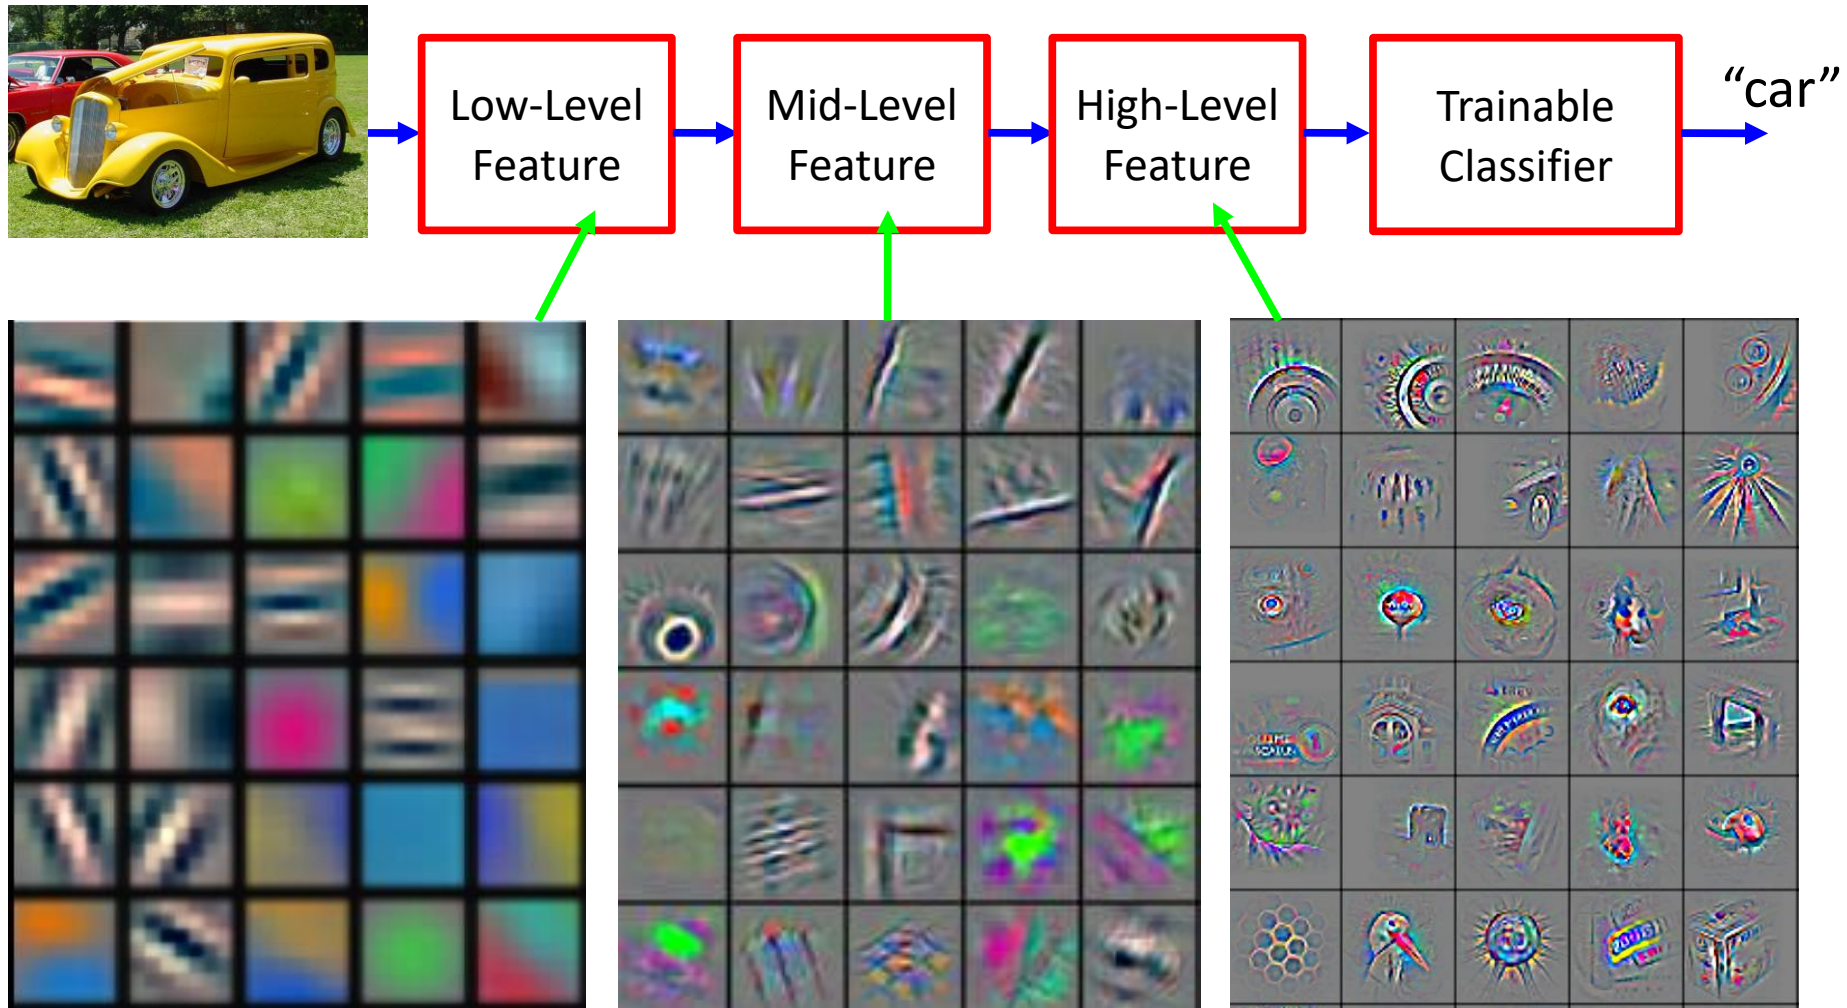 Low-Level
Feature
Mid-Level
Feature
High-Level
Feature
Trainable
Classifier
“car”